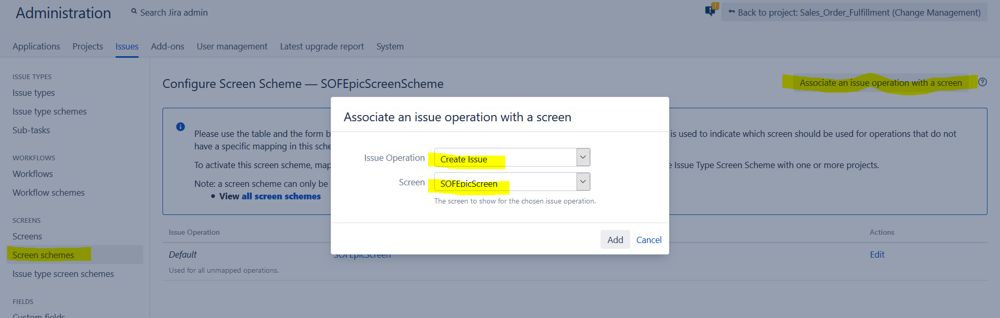 Administration
Search Jira admin
1
Back to project: Sales_Order_Fulfillment (Change Management)
Applications Projects Issues Add-ons User management Latest upgrade report System
ISSUE TYPES
Issue types
Issue type schemes
Sub-tasks
WORKFLOWS
Workflows
Workflow schemes
SCREENS
Screens
Screen schemes
Issue type screen schemes
FIELDS
Custom fields
Configure Screen Scheme — SOFEpicScreenScheme
Associate an issue operation with a screen
Please use the table and the form b
is used to indicate which screen should be used for operations that do not
have a specific mapping in this sche
To activate this screen scheme, map
e Issue Type Screen Scheme with one or more projects.
Note: a screen scheme can only be
• View all screen schemes
Associate an issue operation with a screen
Issue Operation Create Issue
Screen SOFEpicScreen
The screen to show for the chosen issue operation.
Add Cancel
Issue Operation Actions
Default SOFEpicScreen Edit
Used for all unmapped operations.